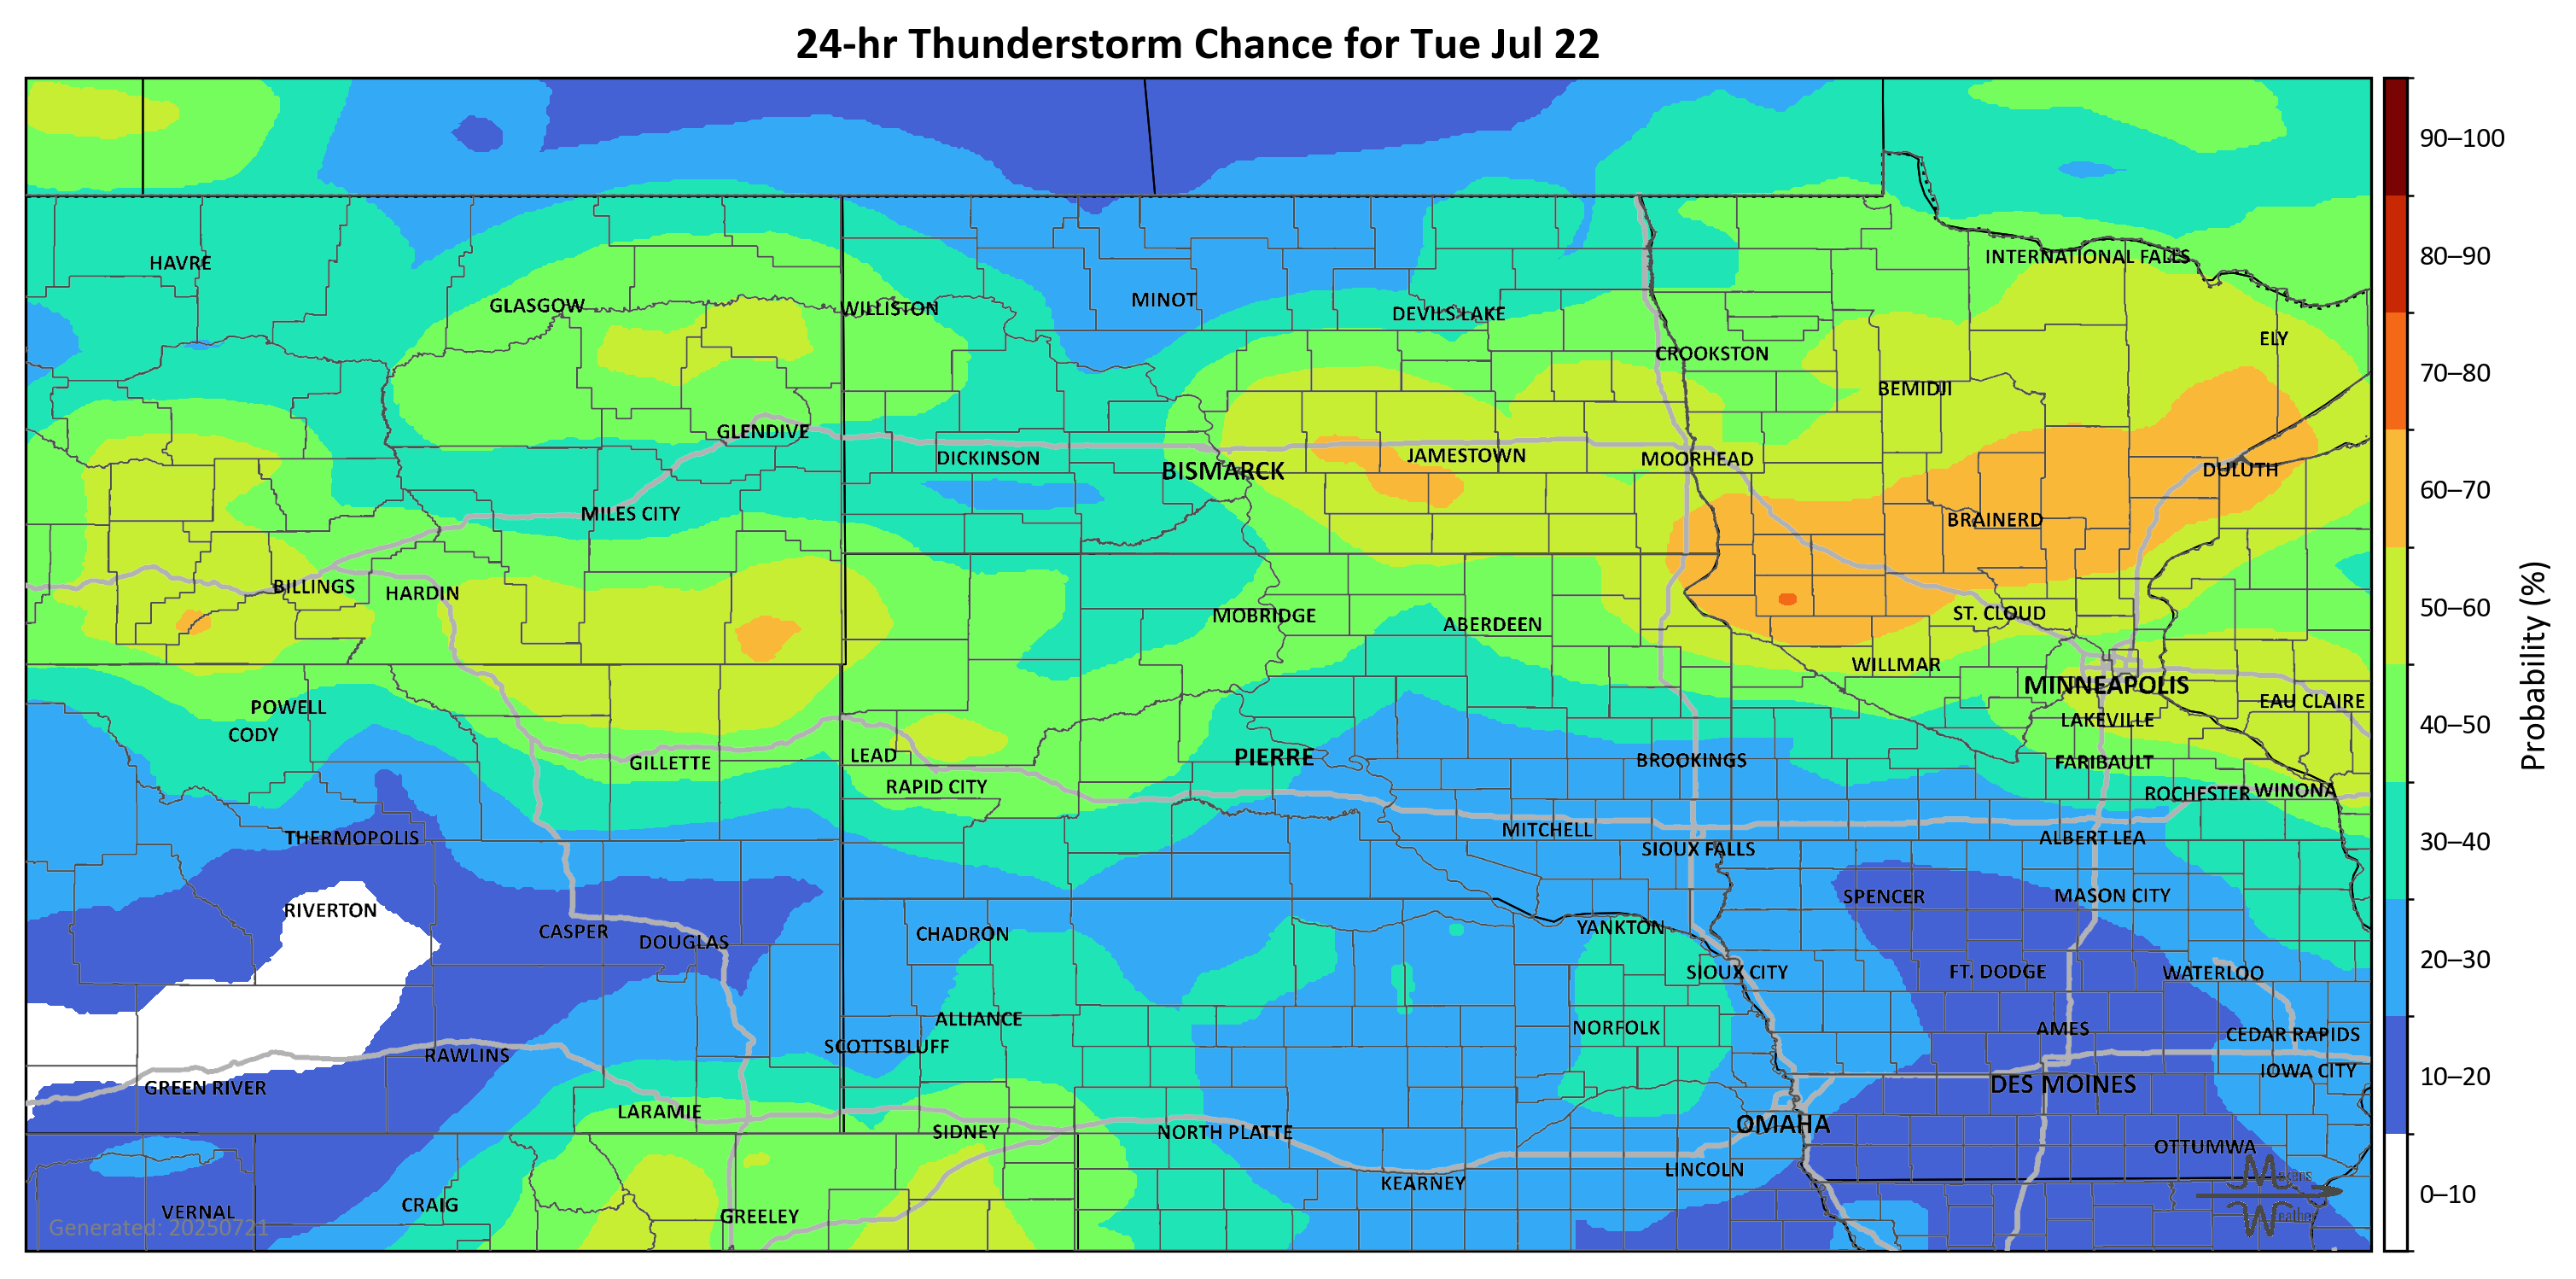 24-hr Thunderstorm Chance for Tue Jul 22
90–100
INTERNATIONAL FALLS
80–90
HAVRE
GLASGOW
WILLISTON
MINOT
DEVILS LAKE
ELY
CROOKSTON
70–80
BEMIDJI
GLENDIVE
DICKINSON
BISMARCK
JAMESTOWN
MOORHEAD
DULUTH
60–70
MILES CITY
BRAINERD
BILLINGS
HARDIN
MOBRIDGE
ABERDEEN
ST. CLOUD
50–60
WILLMAR
MINNEAPOLIS
POWELL
EAU CLAIRE
CODY
LAKEVILLE
40–50
LEAD
PIERRE
BROOKINGS
GILLETTE
FARIBAULT
RAPID CITY
ROCHESTER
WINONA
Probability (%)
THERMOPOLIS
MITCHELL
SIOUX FALLS
ALBERT LEA
30–40
RIVERTON
SPENCER
MASON CITY
CASPER
DOUGLAS
CHADRON
YANKTON
SIOUX CITY
FT. DODGE
WATERLOO
20–30
ALLIANCE
NORFOLK
AMES
CEDAR RAPIDS
SCOTTSBLUFF
RAWLINS
GREEN RIVER
DES MOINES
IOWA CITY
10–20
LARAMIE
SIDNEY
NORTH PLATTE
OMAHA
OTTUMWA
LINCOLN
KEARNEY
Makens
Weather
0–10
VERNAL
CRAIG
GREELEY
Generated: 20250721